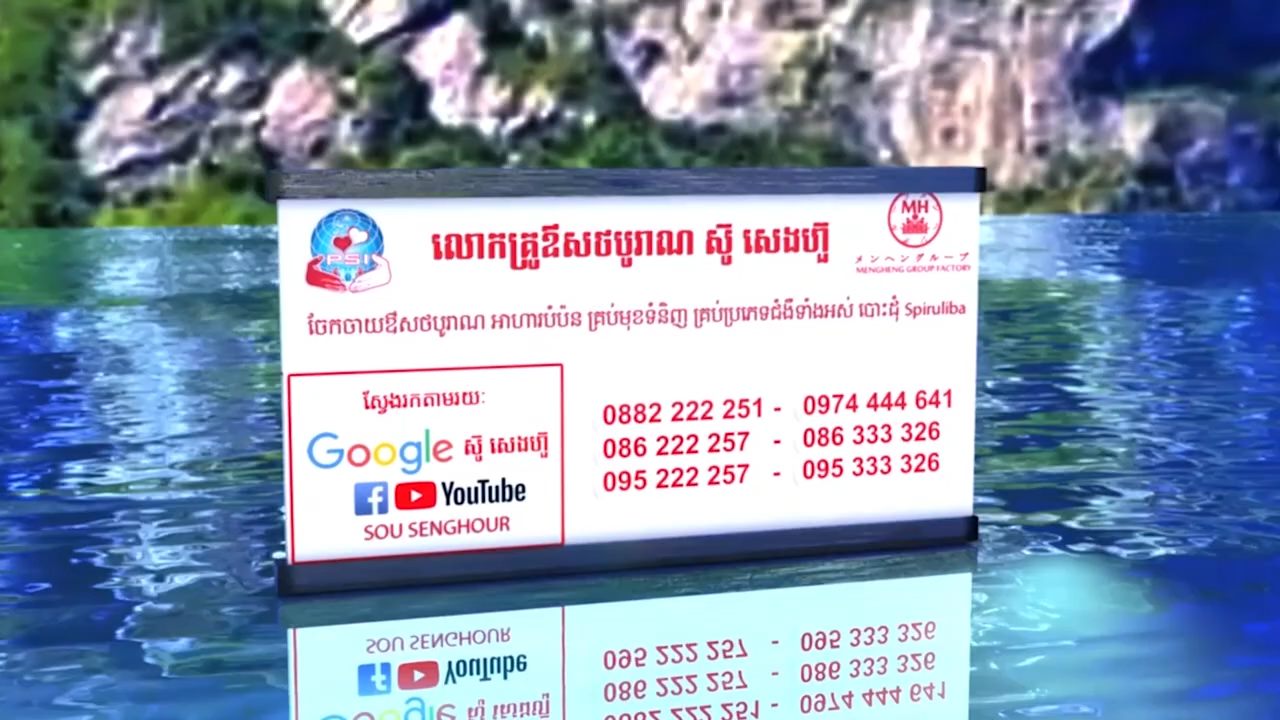 PSI
លោកគ្រូឱសថបូរាណ ស៊ូ សេងហ៊ួ
MH
メンヘングループ
MENGHENG GROUP FACTORY
ចែកចាយឱសថបូរាណ អាហារបំប៉ន គ្រប់មុខទំនិញ គ្រប់ប្រភេទជំងឺទាំងអស់ បោះដុំ Spiruliba
ស្វែងរកតាមរយៈ
Google ស៊ូ សេងហ៊ួ
f YouTube
SOU SENGHOUR
0882 222 251 - 0974 444 641
086 222 257 - 086 333 326
095 222 257 - 095 333 326